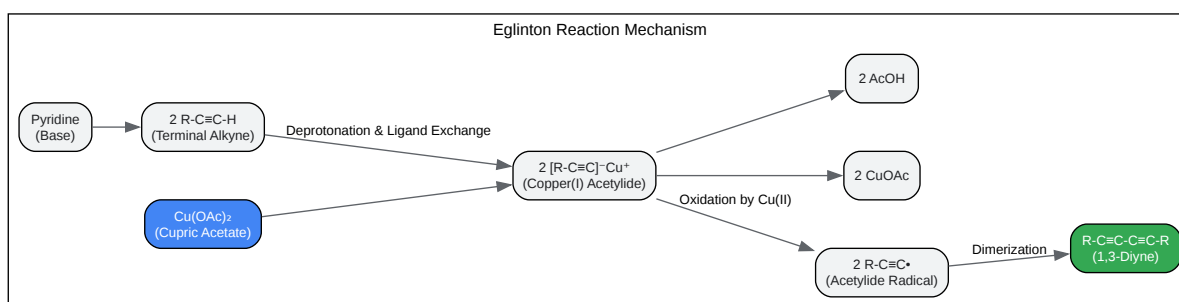 Eglinton Reaction Mechanism
Pyridine
(Base)
2 R-C≡C-H
(Terminal Alkyne)
Deprotonation & Ligand Exchange
Cu(OAc)₂
(Cupric Acetate)
2 [R-C≡C]⁻Cu⁺
(Copper(I) Acetylide)
2 AcOH
2 CuOAc
Oxidation by Cu(II)
2 R-C≡C•
(Acetylide Radical)
Dimerization
R-C≡C-C≡C-R
(1,3-Diyne)